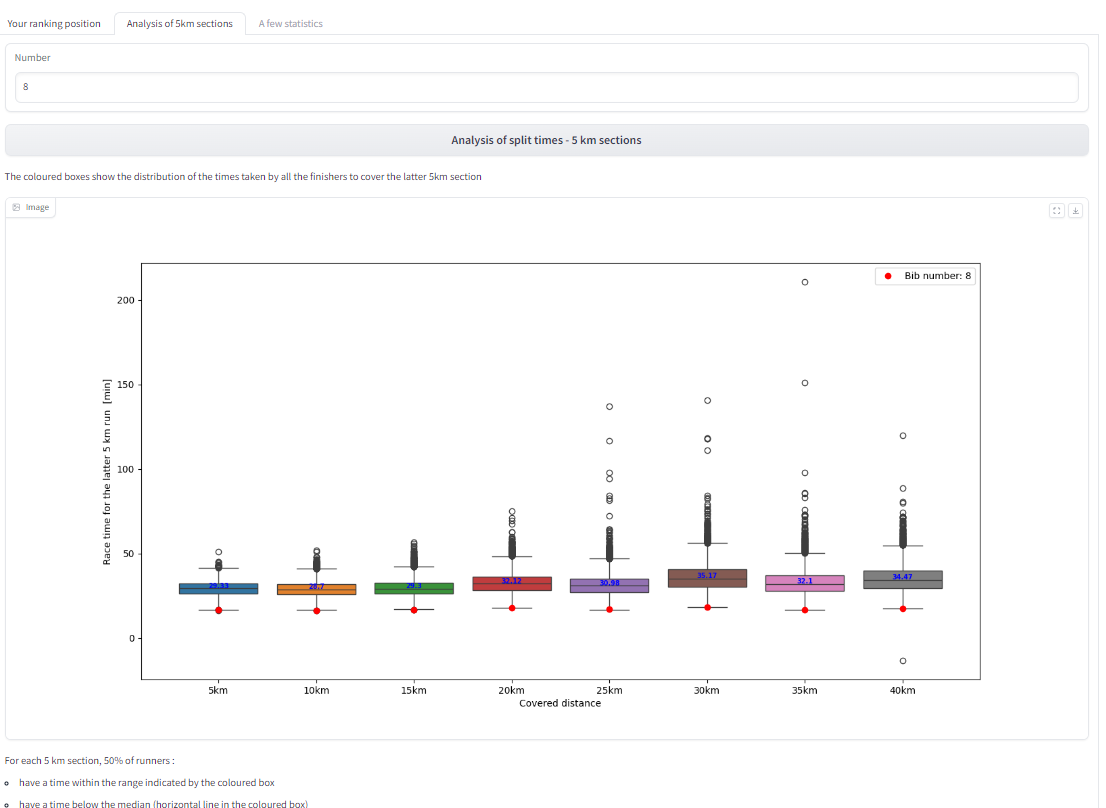 Your ranking position
Analysis of 5km sections
A few statistics
Number
8
Analysis of split times - 5 km sections
The coloured boxes show the distribution of the times taken by all the finishers to cover the latter 5km section
Image
Bib number: 8
Race time for the latter 5 km run [min]
200
150
100
50
0
29.33
28.7
29.3
32.12
30.98
35.17
32.1
34.47
5km
10km
15km
20km
25km
30km
35km
40km
Covered distance
For each 5 km section, 50% of runners :
have a time within the range indicated by the coloured box
have a time below the median (horizontal line in the coloured box)